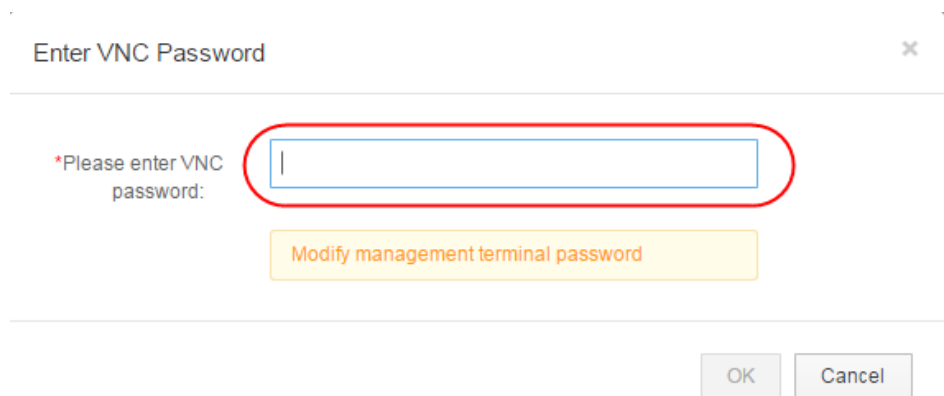 Enter VNC Password
×
*Please enter VNC
password:
Modify management terminal password
OK
Cancel